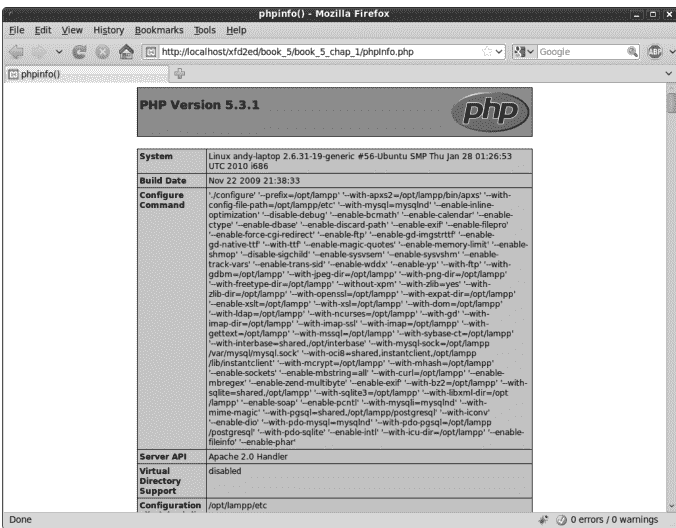 phpinfo() - Mozilla Firefox
File Edit View History Bookmarks Tools Help
http://localhost/xfd2ed/book_5/book_5_chap_1/phpInfo.php
Google
ABP
phpinfo()
PHP Version 5.3.1
php
System
Linux andy-laptop 2.6.31-19-generic #56-Ubuntu SMP Thu Jan 28 01:26:53
UTC 2010 i686
Build Date
Nov 22 2009 21:38:33
Configure
Command
'./configure' '--prefix=/opt/lampp' '--with-apxs2=/opt/lampp/bin/apxs' '--with-
config-file-path=/opt/lampp/etc' '--with-mysql=mysqlnd' '--enable-inline-
optimization' '--disable-debug' '--enable-bcmath' '--enable-calendar' '--enable-
ctype' '--enable-dbase' '--enable-discard-path' '--enable-exif' '--enable-filepro'
'--enable-force-cgi-redirect' '--enable-ftp' '--enable-gd-imgstrttf' '--enable-
gd-native-ttf' '--with-ttf' '--enable-magic-quotes' '--enable-memory-limit' '--enable-
shmop' '--disable-sigchild' '--enable-sysvsem' '--enable-sysvshm' '--enable-
track-vars' '--enable-trans-sid' '--enable-wddx' '--enable-yp' '--with-ftp' '--with-
gdbm=/opt/lampp' '--with-jpeg-dir=/opt/lampp' '--with-png-dir=/opt/lampp'
'--with-freetype-dir=/opt/lampp' '--without-xpm' '--with-zlib=yes' '--with-
zlib-dir=/opt/lampp' '--with-openssl=/opt/lampp' '--with-expat-dir=/opt/lampp'
'--enable-xslt=/opt/lampp' '--with-xsl=/opt/lampp' '--with-dom=/opt/lampp'
'--with-ldap=/opt/lampp' '--with-ncurses=/opt/lampp' '--with-gd' '--with-
imap-dir=/opt/lampp' '--with-imap-ssl' '--with-imap=/opt/lampp' '--with-
gettext=/opt/lampp' '--with-mssql=/opt/lampp' '--with-sybase-ct=/opt/lampp'
'--with-interbase=shared,/opt/interbase' '--with-mysql-sock=/opt/lampp
/var/mysql/mysql.sock' '--with-oci8=shared,instantclient,/opt/lampp
/lib/instantclient' '--with-mcrypt=/opt/lampp' '--with-mhash=/opt/lampp'
'--enable-sockets' '--enable-mbstring=all' '--with-curl=/opt/lampp' '--enable-
mbregex' '--enable-zend-multibyte' '--enable-exif' '--with-bz2=/opt/lampp' '--with-
sqlite=shared,/opt/lampp' '--with-sqlite3=/opt/lampp' '--with-libxml-dir=/opt
/lampp' '--enable-soap' '--enable-pcntl' '--with-mysqli=mysqlnd' '--with-
mime-magic' '--with-pgsql=shared,/opt/lampp/postgresql' '--with-iconv'
'--enable-dio' '--with-pdo-mysql=mysqlnd' '--with-pdo-pgsql=/opt/lampp
/postgresql' '--with-pdo-sqlite' '--enable-intl' '--with-icu-dir=/opt/lampp' '--enable-
fileinfo' '--enable-phar'
Server API
Apache 2.0 Handler
Virtual
Directory
Support
disabled
Configuration
/opt/lampp/etc
Done
0 errors / 0 warnings